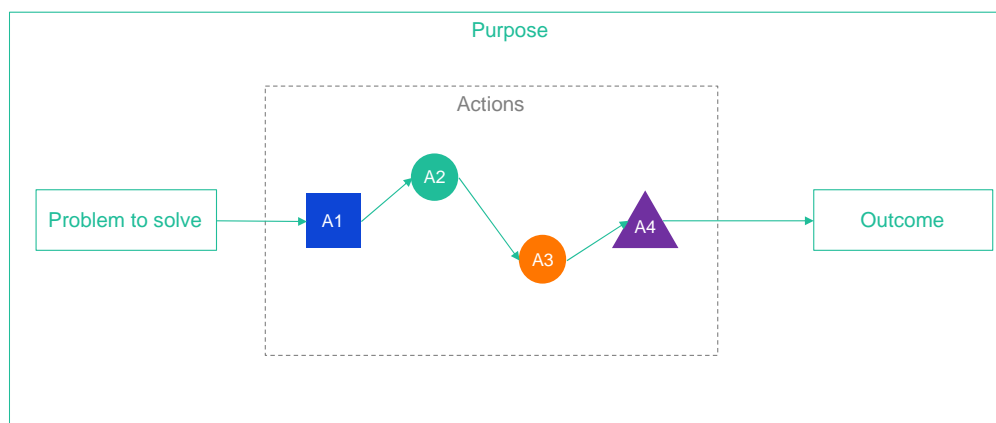 Purpose
Actions
Problem to solve
A1
A2
A3
A4
Outcome